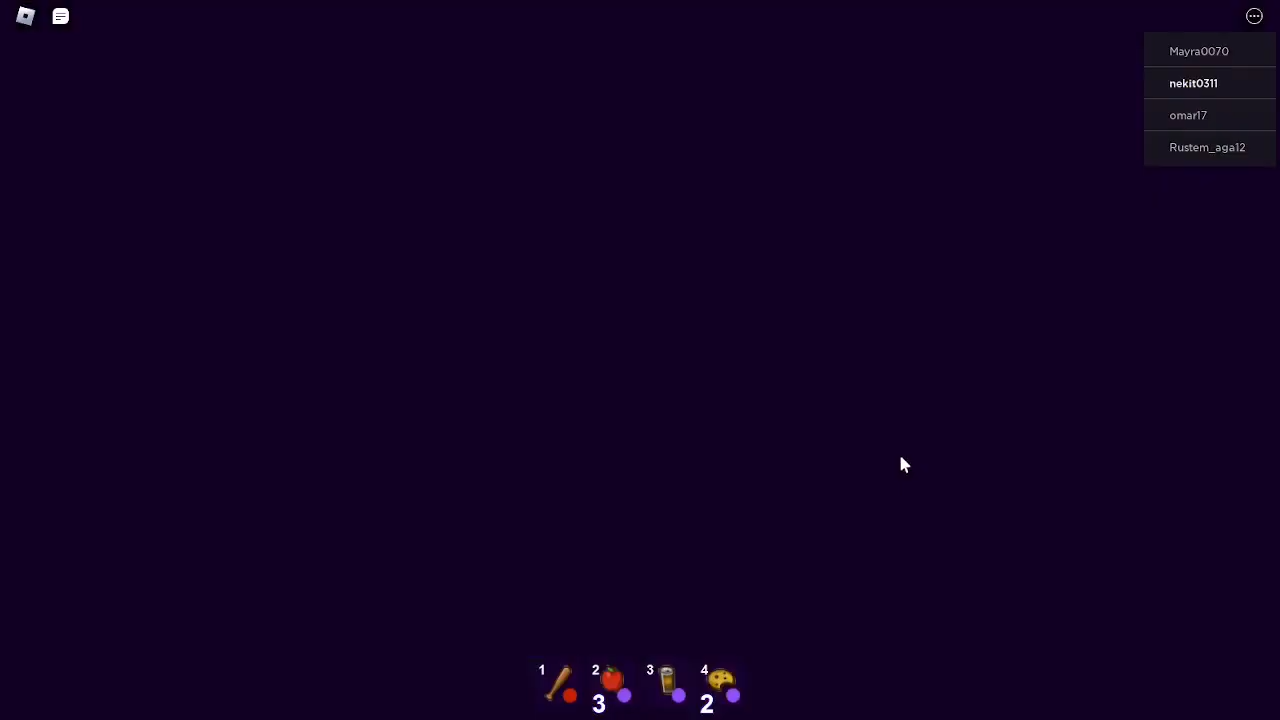 Mayra0070
nekit0311
omar17
Rustem_aga12
1 2 3 4
3 2